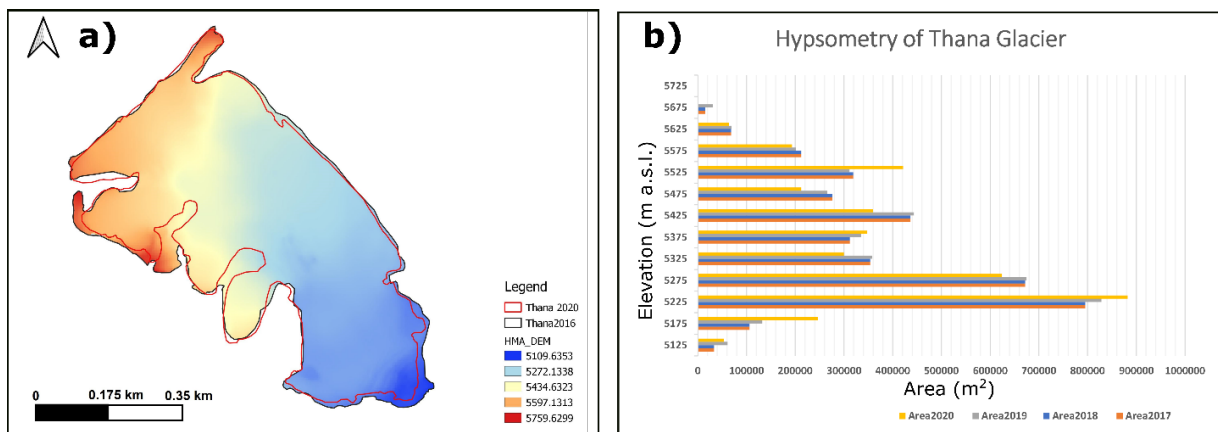 a)
Legend
Thana 2020
Thana2016
HMA_DEM
5109.6353
5272.1338
5434.6323
5597.1313
5759.6299
0 0.175 km 0.35 km
b)
Hypsometry of Thana Glacier
Elevation (m a.s.l.)
5725
5675
5625
5575
5525
5475
5425
5375
5325
5275
5225
5175
5125
0 100000 200000 300000 400000 500000 600000 700000 800000 900000 1000000
Area (m²)
Area2020 Area2019 Area2018 Area2017